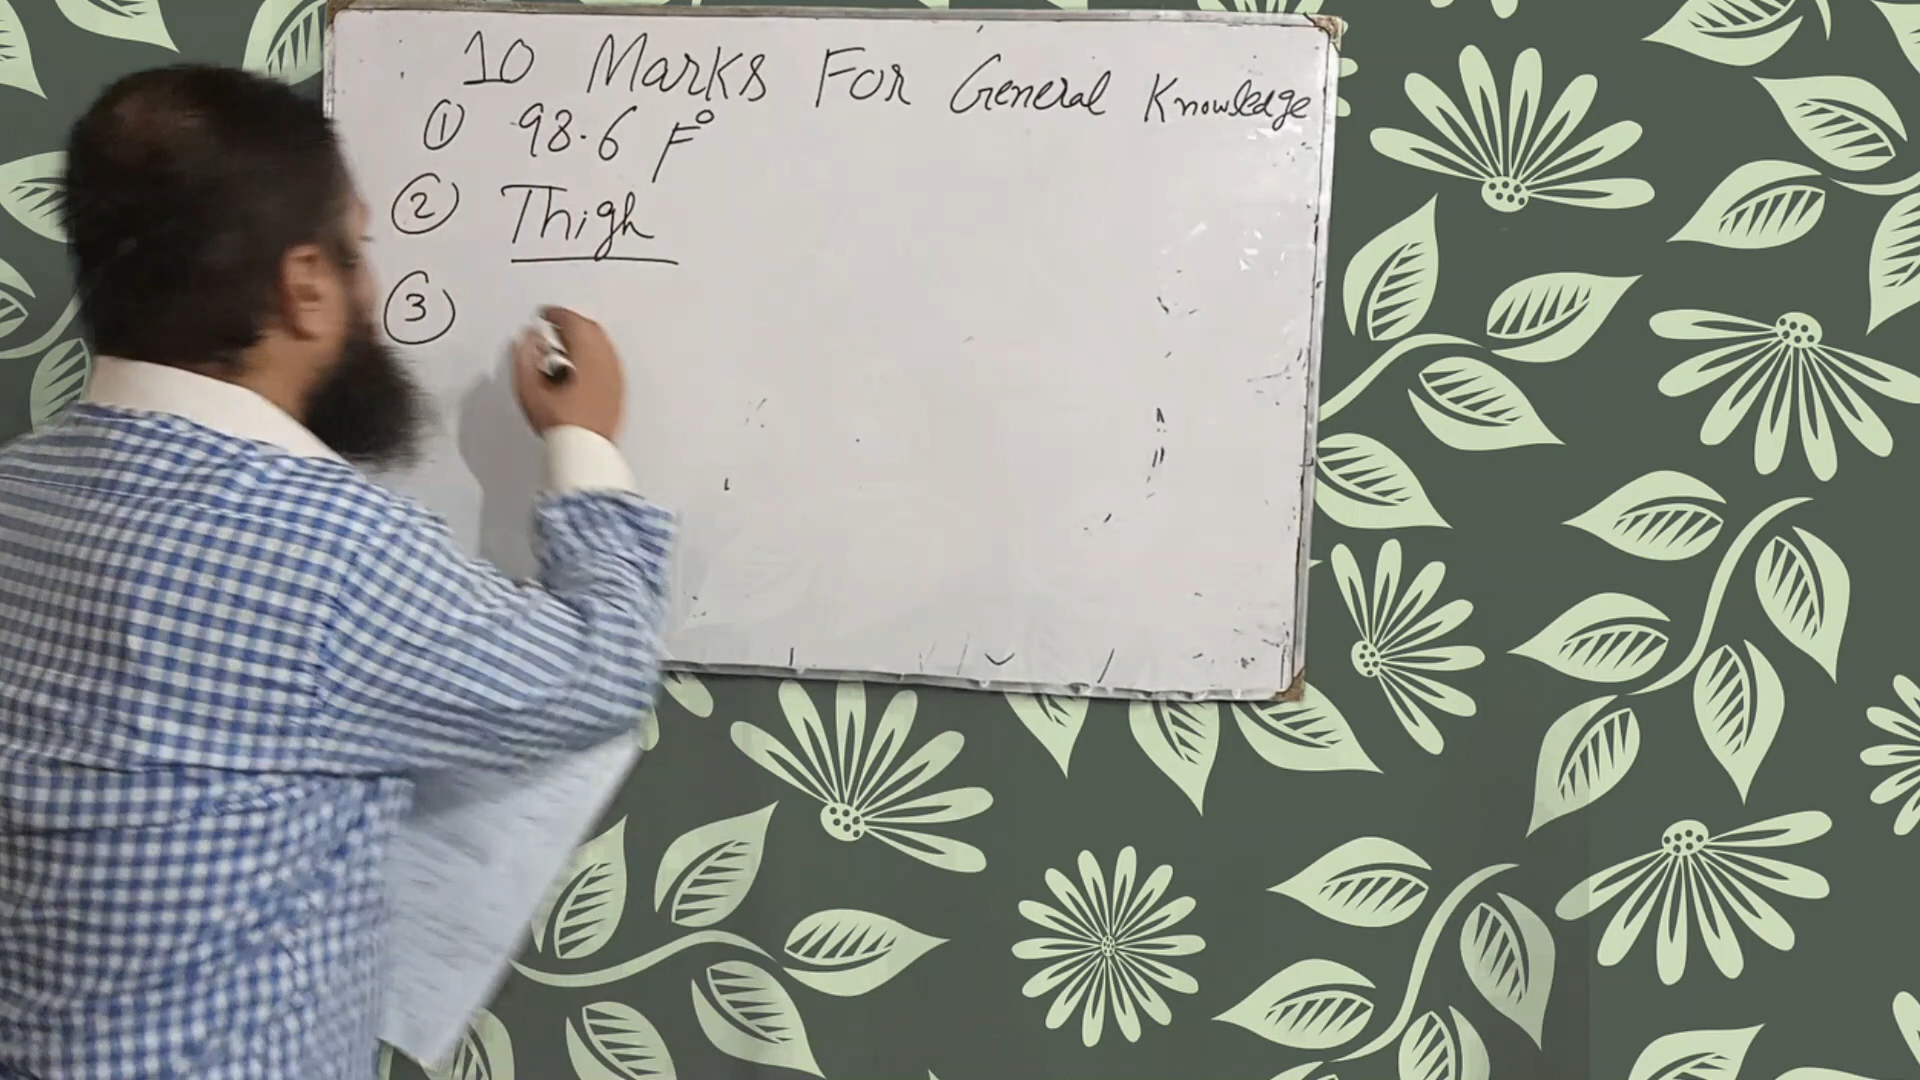 10 Marks For General Knowledge
① 98.6 F°
② Thigh
③